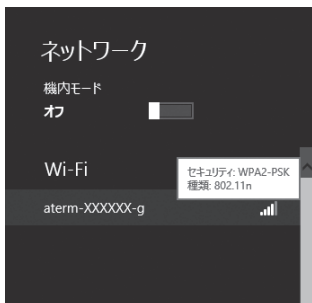 ネットワーク
機内モード
オフ
Wi-Fi
セキュリティ: WPA2-PSK
種類: 802.11n
aterm-XXXXXX-g